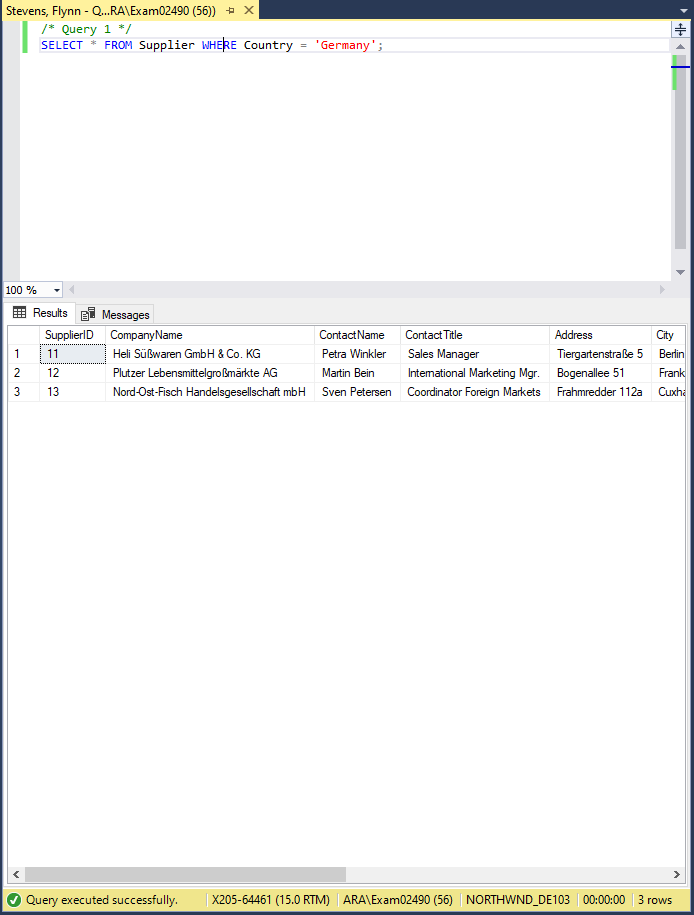 Stevens, Flynn - Q...RA\Exam02490 (56))
/* Query 1 */
SELECT * FROM Supplier WHERE Country = 'Germany';
100 %
Results Messages
SupplierID CompanyName ContactName ContactTitle Address City
1 11 Heli Süßwaren GmbH & Co. KG Petra Winkler Sales Manager Tiergartenstraße 5 Berlin
2 12 Plutzer Lebensmittelgroßmärkte AG Martin Bein International Marketing Mgr. Bogenallee 51 Frank
3 13 Nord-Ost-Fisch Handelsgesellschaft mbH Sven Petersen Coordinator Foreign Markets Frahmredder 112a Cuxha
Query executed successfully. X205-64461 (15.0 RTM) ARA\Exam02490 (56) NORTHWND_DE103 00:00:00 3 rows